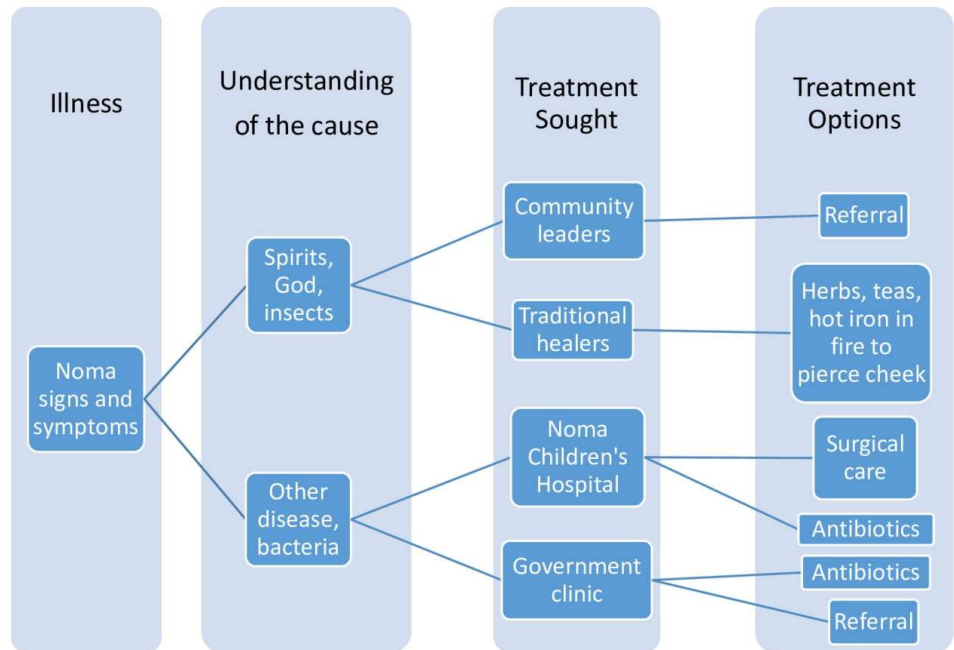 Illness
Understanding
of the cause
Treatment
Sought
Treatment
Options
Noma
signs and
symptoms
Spirits,
God,
insects
Other
disease,
bacteria
Community
leaders
Traditional
healers
Noma
Children's
Hospital
Government
clinic
Referral
Herbs, teas,
hot iron in
fire to
pierce cheek
Surgical
care
Antibiotics
Antibiotics
Referral